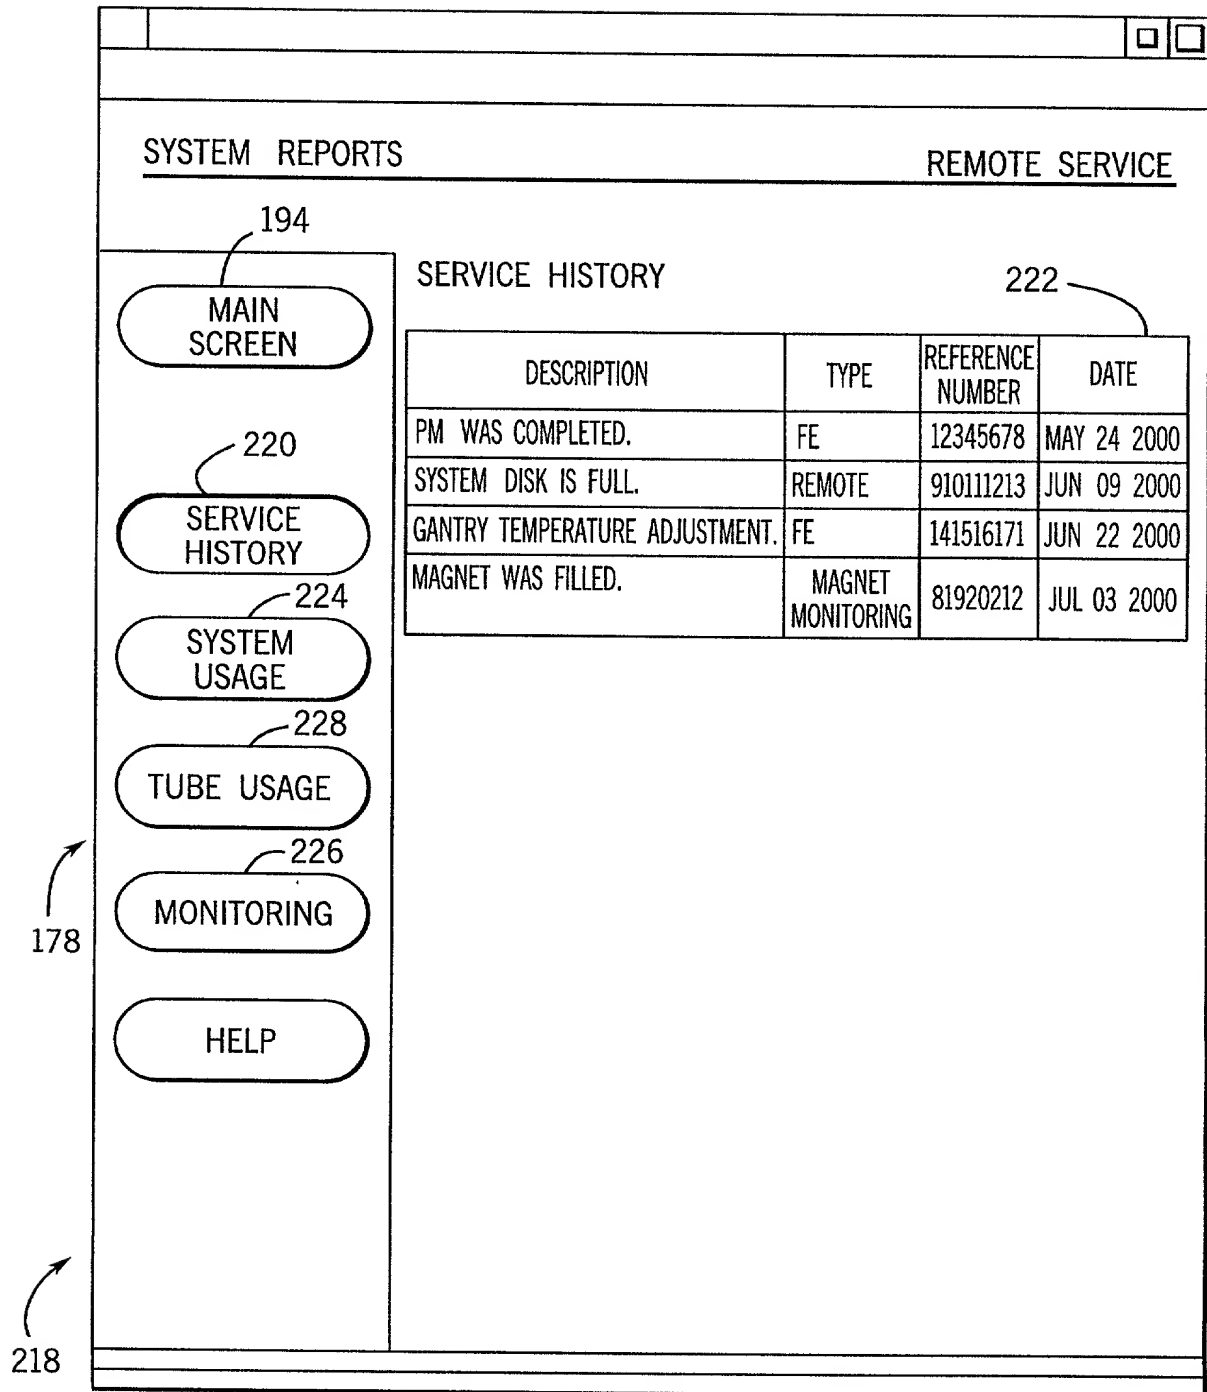 SYSTEM REPORTS
REMOTE SERVICE
194
MAIN
SCREEN
220
SERVICE
HISTORY
224
SYSTEM
USAGE
228
TUBE USAGE
226
MONITORING
178
HELP
218
SERVICE HISTORY
222
DESCRIPTION TYPE REFERENCE NUMBER DATE
PM WAS COMPLETED. FE 12345678 MAY 24 2000
SYSTEM DISK IS FULL. REMOTE 910111213 JUN 09 2000
GANTRY TEMPERATURE ADJUSTMENT. FE 141516171 JUN 22 2000
MAGNET WAS FILLED. MAGNET MONITORING 81920212 JUL 03 2000